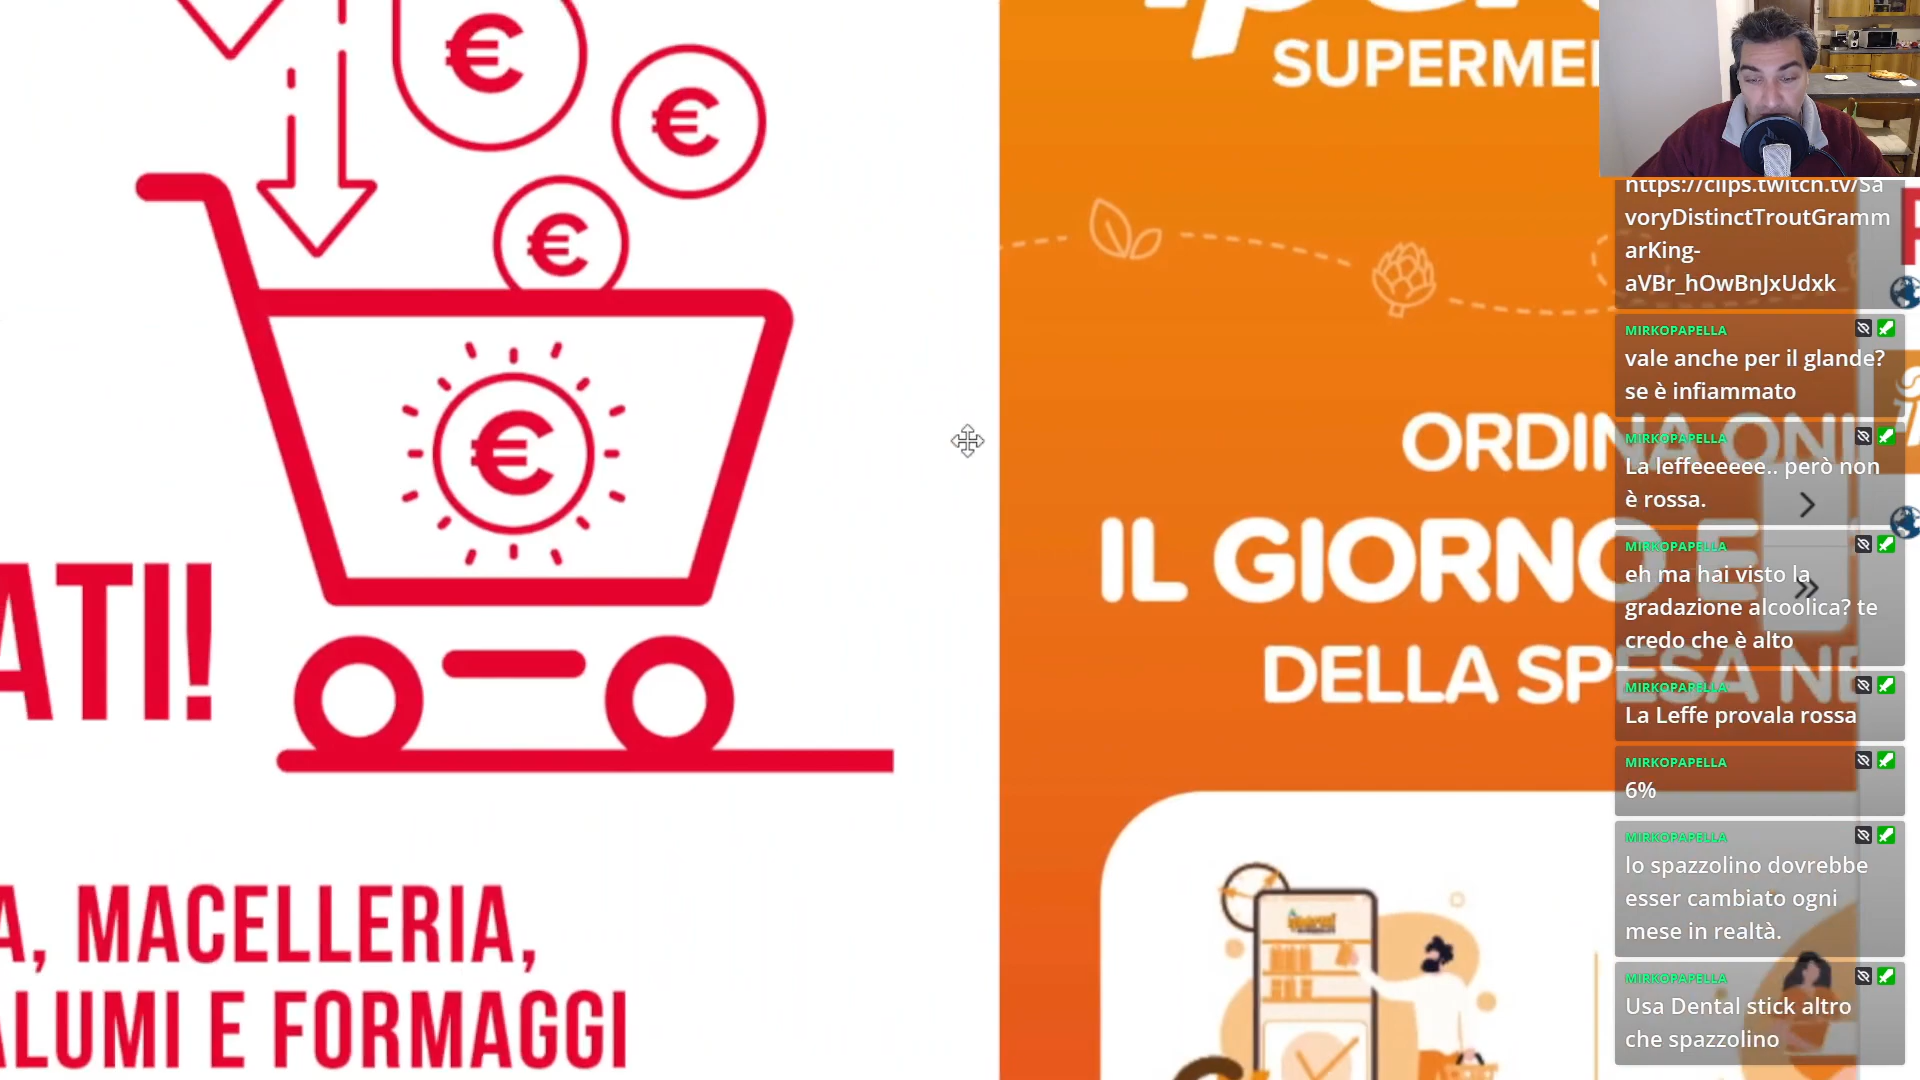 €
€
€
€
ATI!
A, MACELLERIA,
ALUMI E FORMAGGI
SUPERME
ORDINA ONL
IL GIORNO E
DELLA SPESA NE
https://clips.twitch.tv/Sa
voryDistinctTroutGramm
arKing-
aVBr_hOwBnJxUdxk
MIRKOPAPELLA
vale anche per il glande?
se è infiammato
MIRKOPAPELLA
La leffeeeeee.. però non
è rossa.
MIRKOPAPELLA
eh ma hai visto la
gradazione alcoolica? te
credo che è alto
MIRKOPAPELLA
La Leffe provala rossa
MIRKOPAPELLA
6%
MIRKOPAPELLA
lo spazzolino dovrebbe
esser cambiato ogni
mese in realtà.
MIRKOPAPELLA
Usa Dental stick altro
che spazzolino